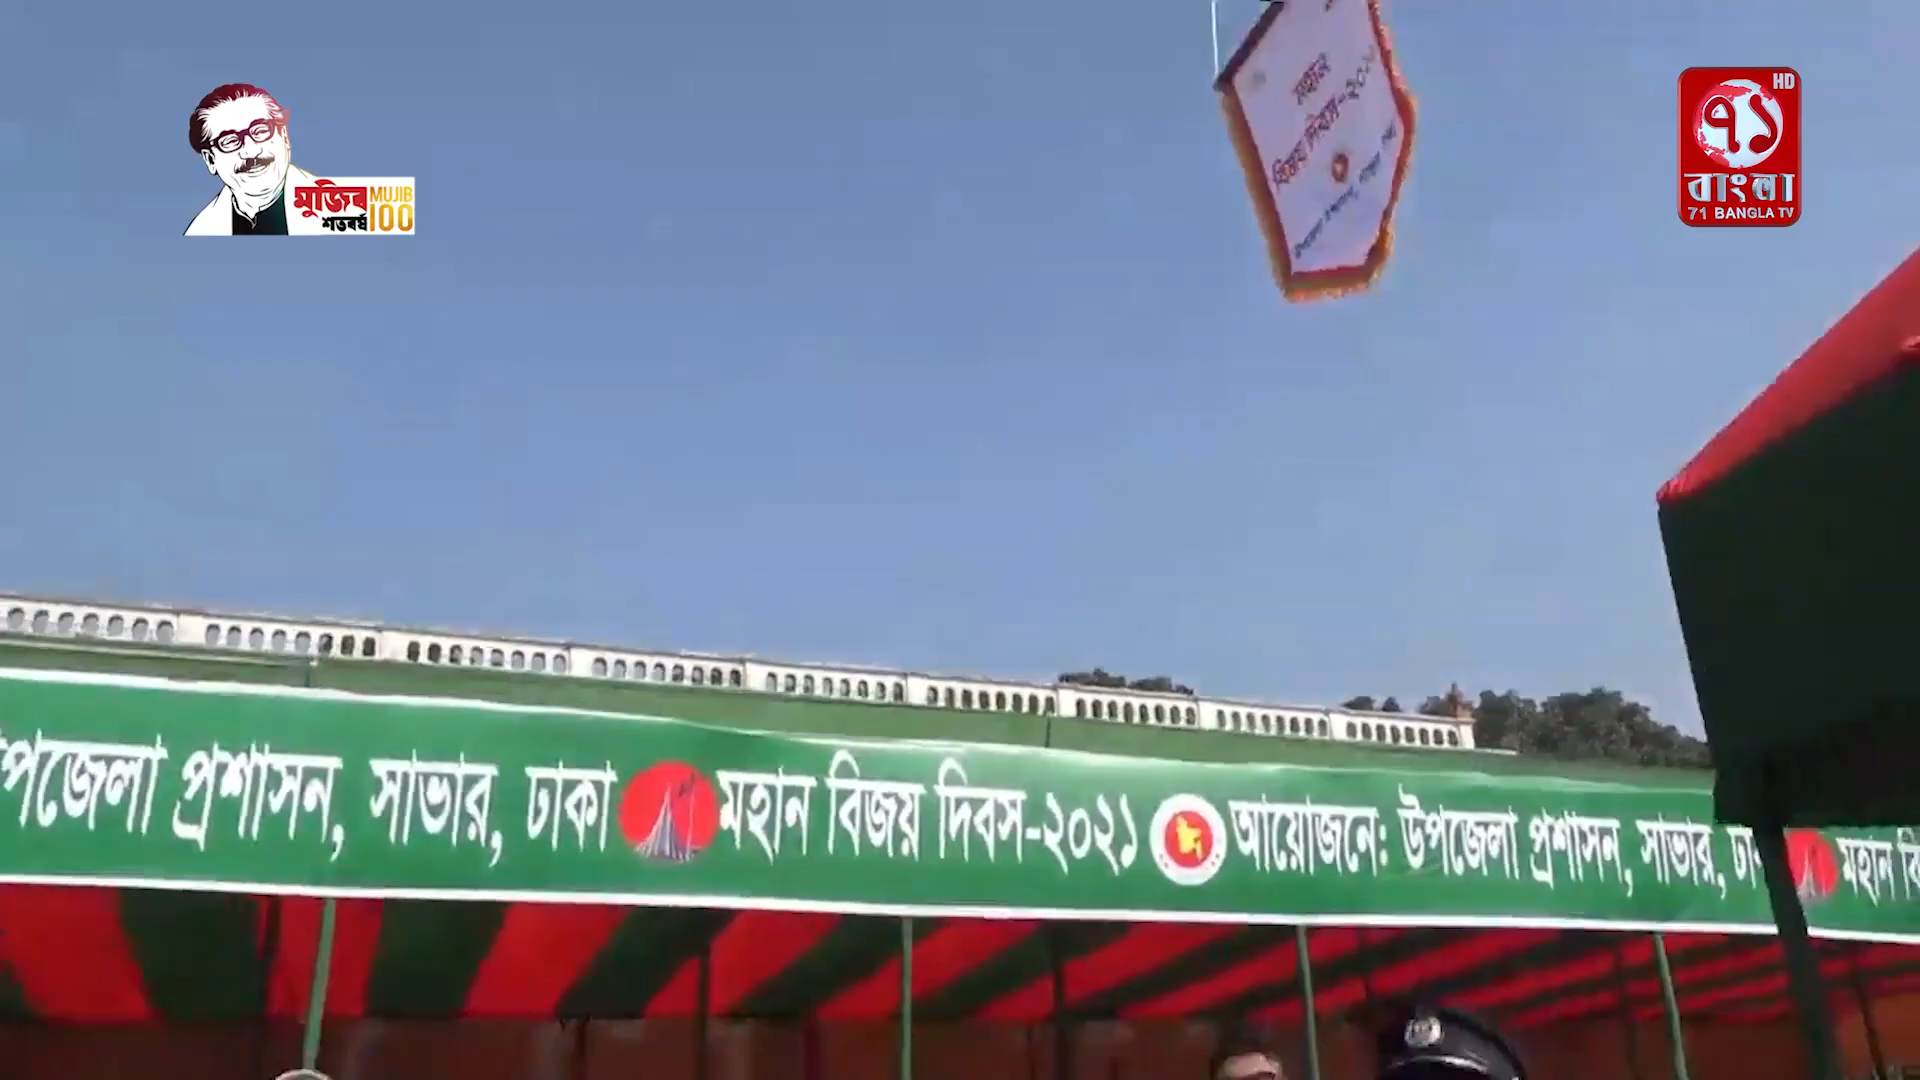 মহান
বিজয় দিবস-২০২১
HD
৭১
বাংলা
71 BANGLA TV
মুজিব
শতবর্ষ
MUJIB
100
উপজেলা প্রশাসন, সাভার, ঢাকা মহান বিজয় দিবস-২০২১ আয়োজনে: উপজেলা প্রশাসন, সাভার, ঢাকা মহান